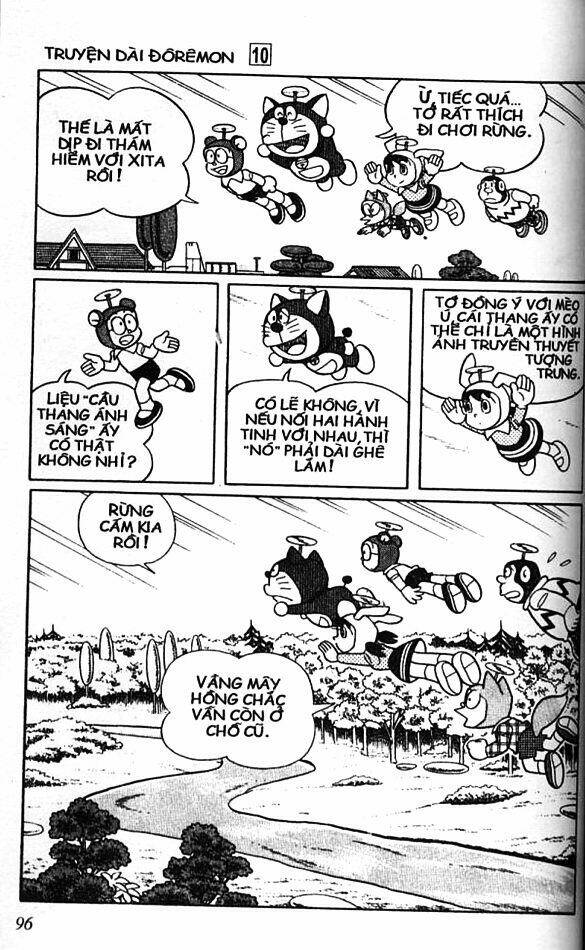 TRUYỆN DÀI ĐÔRÊMON 10
THẾ LÀ MẤT
DỊP ĐI THÁM
HIỂM VỚI XITA
RỒI!
Ừ, TIẾC QUÁ...
TỚ RẤT THÍCH
ĐI CHƠI RỪNG.
LIỆU "CẦU
THANG ÁNH
SÁNG" ẤY
CÓ THẬT
KHÔNG NHỈ?
CÓ LẼ KHÔNG, VÌ
NẾU NỐI HAI HÀNH
TINH VỚI NHAU, THÌ
"NÓ" PHẢI DÀI GHÊ
LẮM!
TỚ ĐỒNG Ý VỚI MÈO
Ú, CÁI THANG ẤY CÓ
THỂ CHỈ LÀ MỘT HÌNH
ẢNH TRUYỀN THUYẾT
TƯỢNG
TRƯNG.
RỪNG
CẤM KIA
RỒI!
VẦNG MÂY
HỒNG CHẮC
VẪN CÒN Ở
CHỖ CŨ.
96